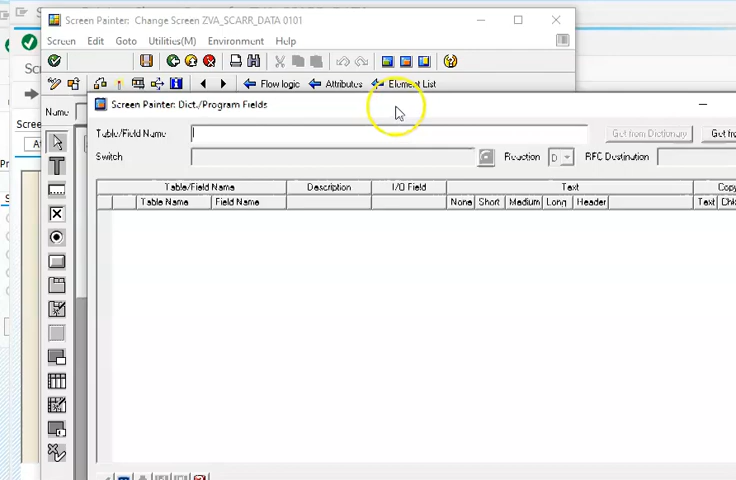 Screen Painter: Change Screen ZVA_SCARR_DATA 0101
Screen Edit Goto Utilities(M) Environment Help
Flow logic Attributes Element List
Name
Screen Painter: Dict./Program Fields
Table/Field Name Get from Dictionary Get
Switch Reaction D RFC Destination
Table/Field Name Description I/O Field Text
Table Name Field Name None Short Medium Long Header Text